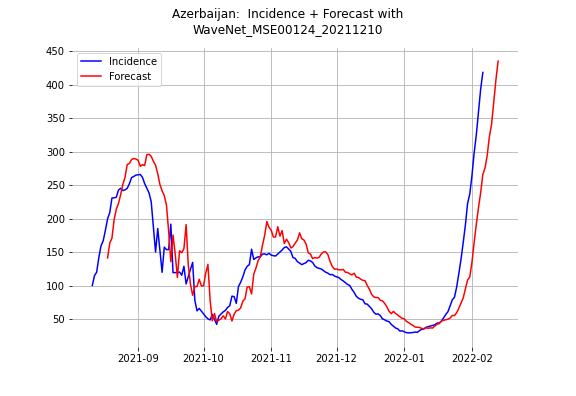 Azerbaijan:  Incidence + Forecast with
WaveNet_MSE00124_20211210
Incidence
Forecast
450
400
350
300
250
200
150
100
50
2021-09 2021-10 2021-11 2021-12 2022-01 2022-02